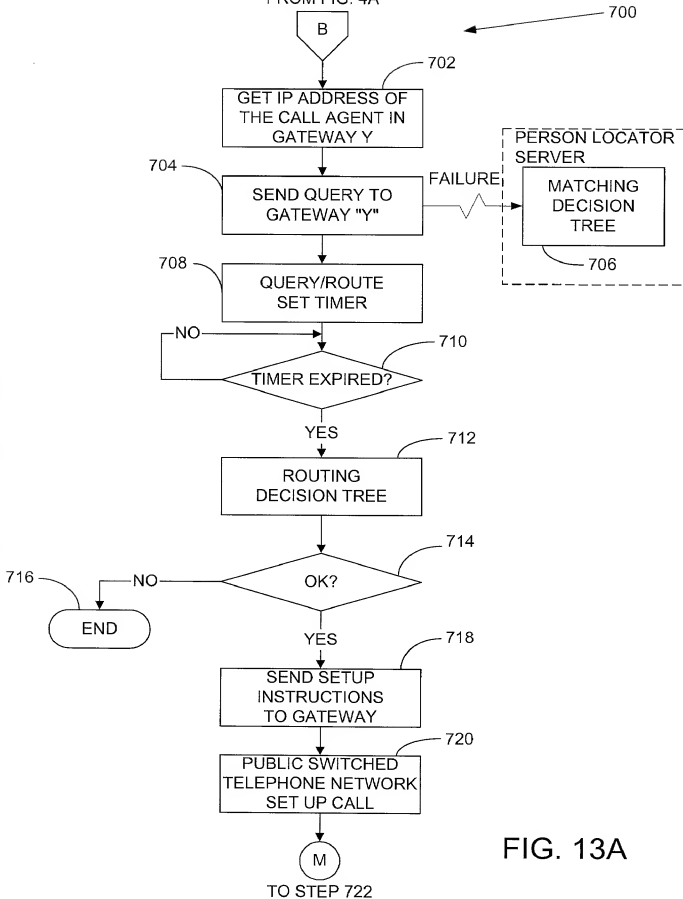 FROM FIG. 4A
B
700
702
GET IP ADDRESS OF
THE CALL AGENT IN
GATEWAY Y
704
SEND QUERY TO
GATEWAY "Y"
FAILURE
PERSON LOCATOR
SERVER
MATCHING
DECISION
TREE
706
708
QUERY/ROUTE
SET TIMER
NO
710
TIMER EXPIRED?
YES
712
ROUTING
DECISION TREE
714
OK?
NO
716
END
YES
718
SEND SETUP
INSTRUCTIONS
TO GATEWAY
720
PUBLIC SWITCHED
TELEPHONE NETWORK
SET UP CALL
M
TO STEP 722
FIG. 13A